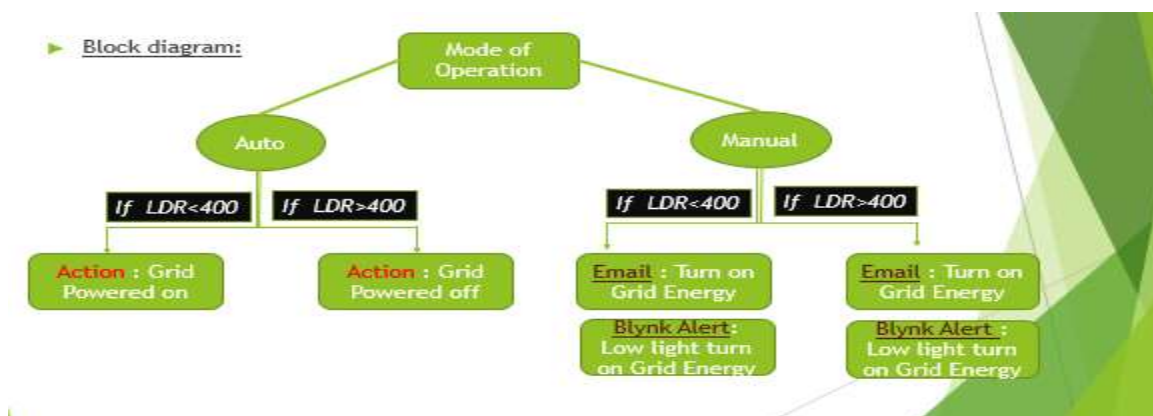 Block diagram:
Mode of
Operation
Auto
Manual
If LDR<400
If LDR>400
If LDR<400
If LDR>400
Action : Grid
Powered on
Action : Grid
Powered off
Email : Turn on
Grid Energy
Email : Turn on
Grid Energy
Blynk Alert:
Low light turn
on Grid Energy
Blynk Alert :
Low light turn
on Grid Energy